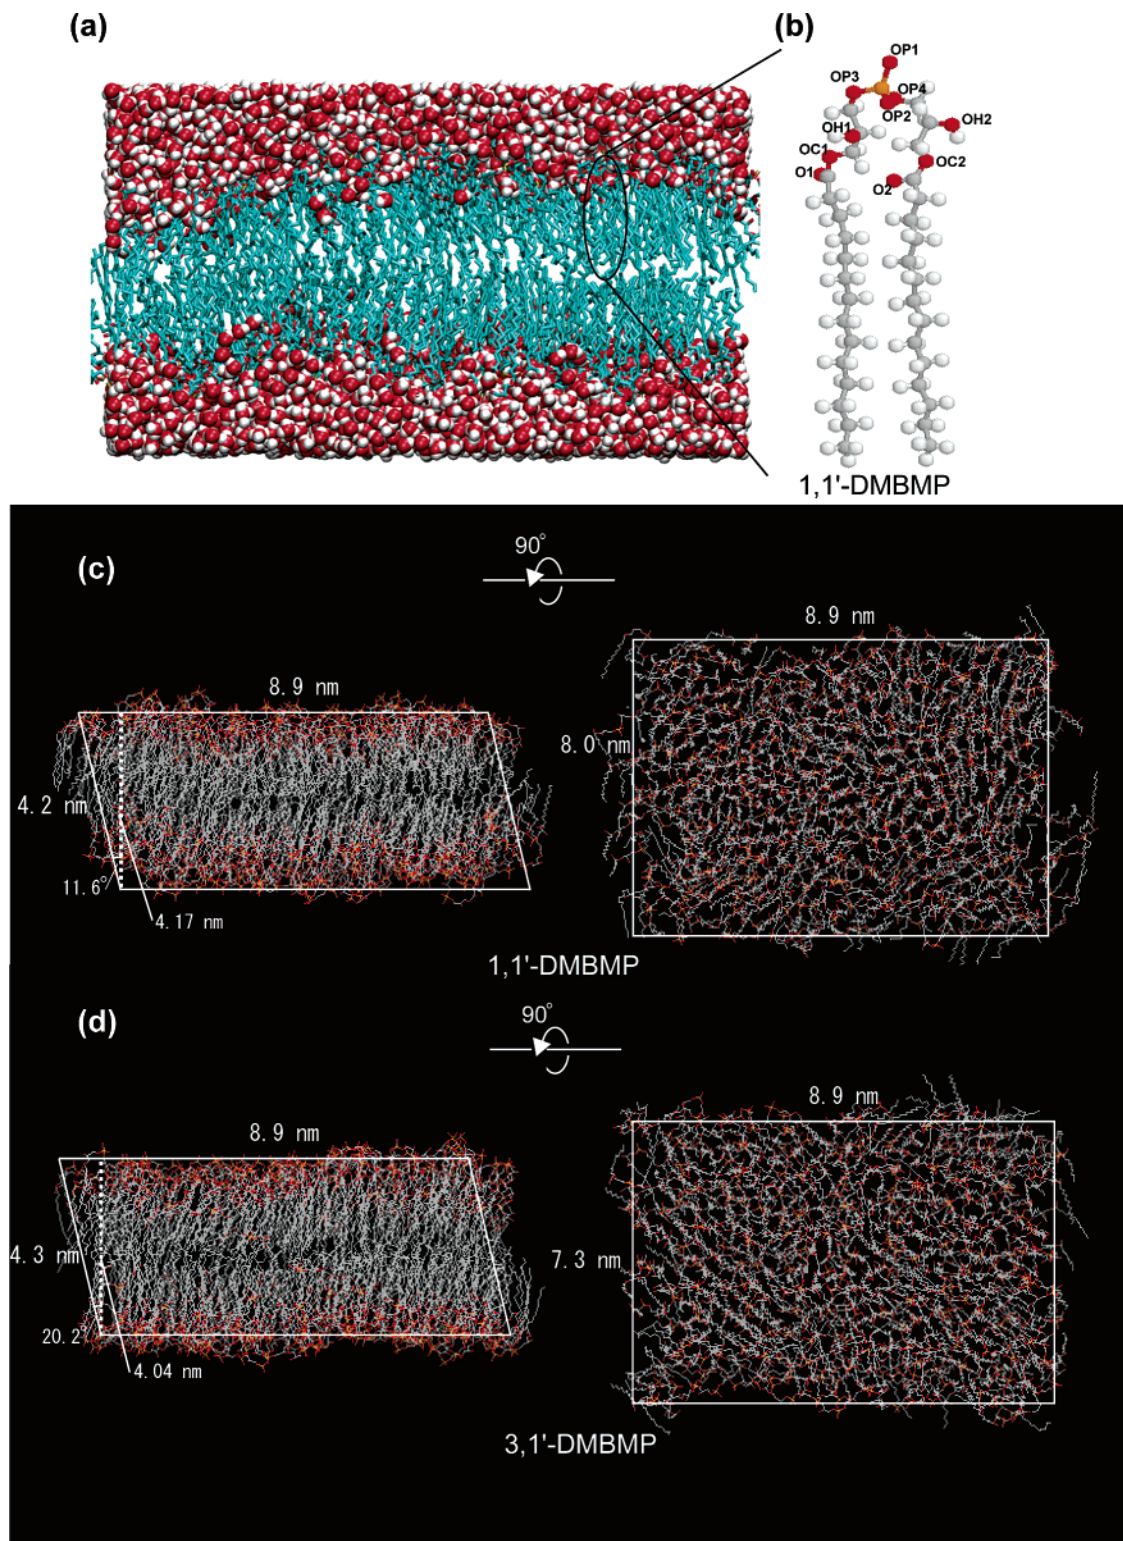 (a)
(b)
OP1
OP3
OP4
OP2
OH1
OH2
OC1
OC2
O1
O2
1,1'-DMBMP
(c)
90°
8.9 nm
8.9 nm
4.2 nm
8.0 nm
11.6°
4.17 nm
1,1'-DMBMP
(d)
90°
8.9 nm
8.9 nm
4.3 nm
7.3 nm
20.2°
4.04 nm
3,1'-DMBMP